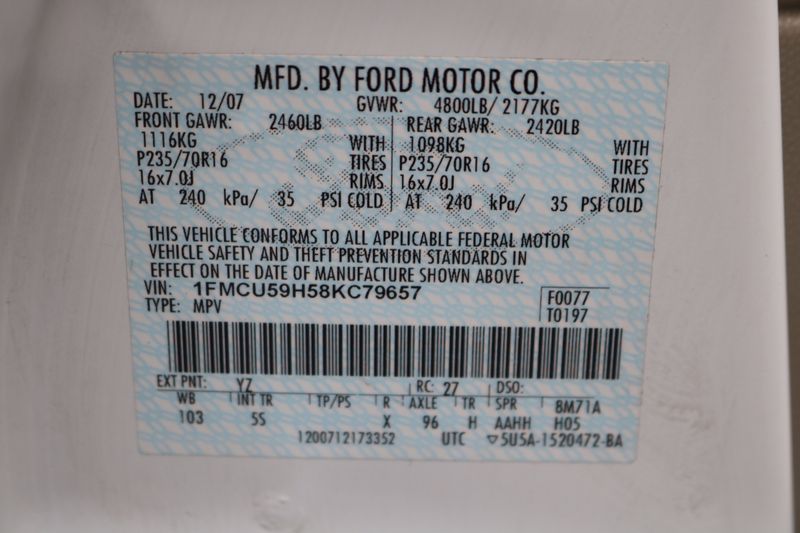 MFD. BY FORD MOTOR CO.
DATE: 12/07 GVWR: 4800LB/ 2177KG
FRONT GAWR: 2460LB REAR GAWR: 2420LB
1116KG WITH 1098KG WITH
P235/70R16 TIRES P235/70R16 TIRES
16x7.0J RIMS 16x7.0J RIMS
AT 240 kPa/ 35 PSI COLD AT 240 kPa/ 35 PSI COLD
THIS VEHICLE CONFORMS TO ALL APPLICABLE FEDERAL MOTOR
VEHICLE SAFETY AND THEFT PREVENTION STANDARDS IN
EFFECT ON THE DATE OF MANUFACTURE SHOWN ABOVE.
VIN: 1FMCU59H58KC79657 F0077
TYPE: MPV T0197
EXT PNT: YZ RC: 27 DSO:
WB INT TR TP/PS R AXLE TR SPR 8M71A
103 5S X 96 H AAHH H05
1200712173352 UTC ▽5U5A-1520472-BA